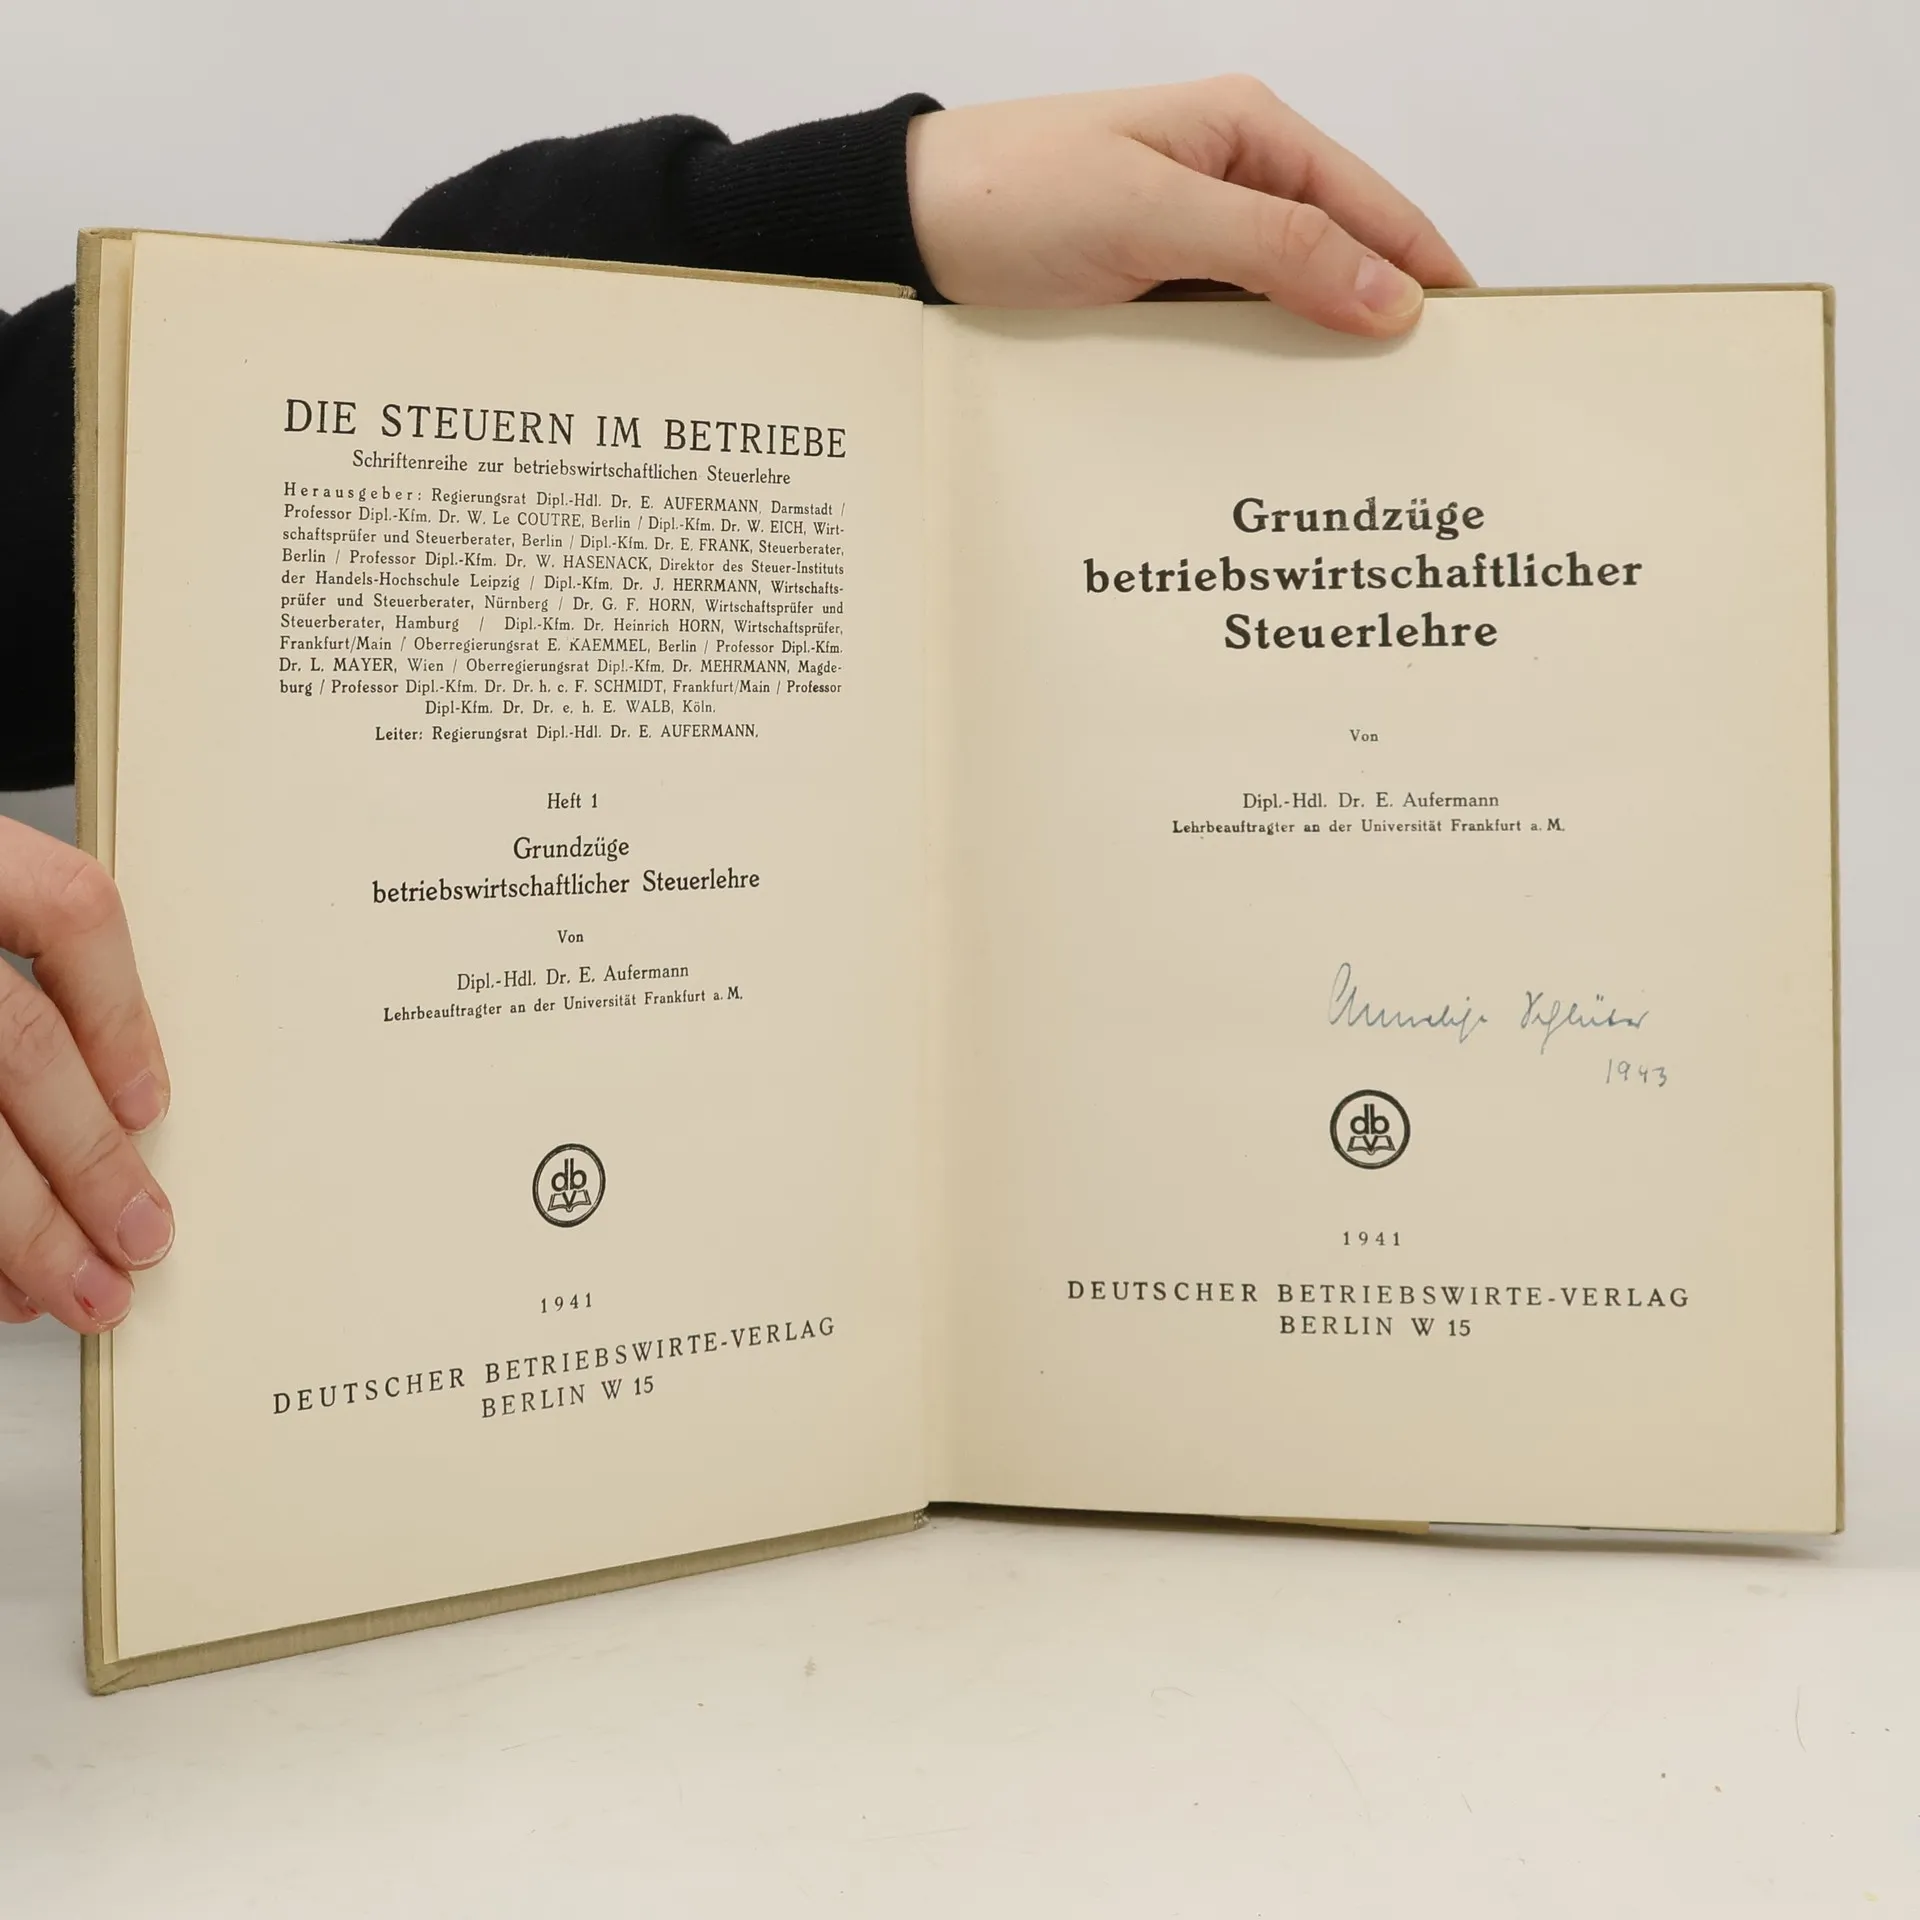 DIE STEUERN IM BETRIEBE
Schriftenreihe zur betriebswirtschaftlichen Steuerlehre
Herausgeber: Regierungsrat Dipl.-Hdl. Dr. E. AUFERMANN, Darmstadt /
Professor Dipl.-Kfm. Dr. W. Le COUTRE, Berlin / Dipl.-Kfm. Dr. W. EICH, Wirt-
schaftsprüfer und Steuerberater, Berlin / Dipl.-Kfm. Dr. E. FRANK, Steuerberater,
Berlin / Professor Dipl.-Kfm. Dr. W. HASENACK, Direktor des Steuer-Instituts
der Handels-Hochschule Leipzig / Dipl.-Kfm. Dr. J. HERRMANN, Wirtschafts-
prüfer und Steuerberater, Nürnberg / Dr. G. F. HORN, Wirtschaftsprüfer und
Steuerberater, Hamburg / Dipl.-Kfm. Dr. Heinrich HORN, Wirtschaftsprüfer,
Frankfurt/Main / Oberregierungsrat E. KAEMMEL, Berlin / Professor Dipl.-Kfm.
Dr. L. MAYER, Wien / Oberregierungsrat Dipl.-Kfm. Dr. MEHRMANN, Magde-
burg / Professor Dipl.-Kfm. Dr. Dr. h. c. F. SCHMIDT, Frankfurt/Main / Professor
Dipl-Kfm. Dr. Dr. e. h. E. WALB, Köln.
Leiter: Regierungsrat Dipl.-Hdl. Dr. E. AUFERMANN.
Heft 1
Grundzüge
betriebswirtschaftlicher Steuerlehre
Von
Dipl.-Hdl. Dr. E. Aufermann
Lehrbeauftragter an der Universität Frankfurt a. M.
dbv
1941
DEUTSCHER BETRIEBSWIRTE-VERLAG
BERLIN W 15
Grundzüge
betriebswirtschaftlicher
Steuerlehre
Von
Dipl.-Hdl. Dr. E. Aufermann
Lehrbeauftragter an der Universität Frankfurt a. M.
1943
dbv
1941
DEUTSCHER BETRIEBSWIRTE-VERLAG
BERLIN W 15